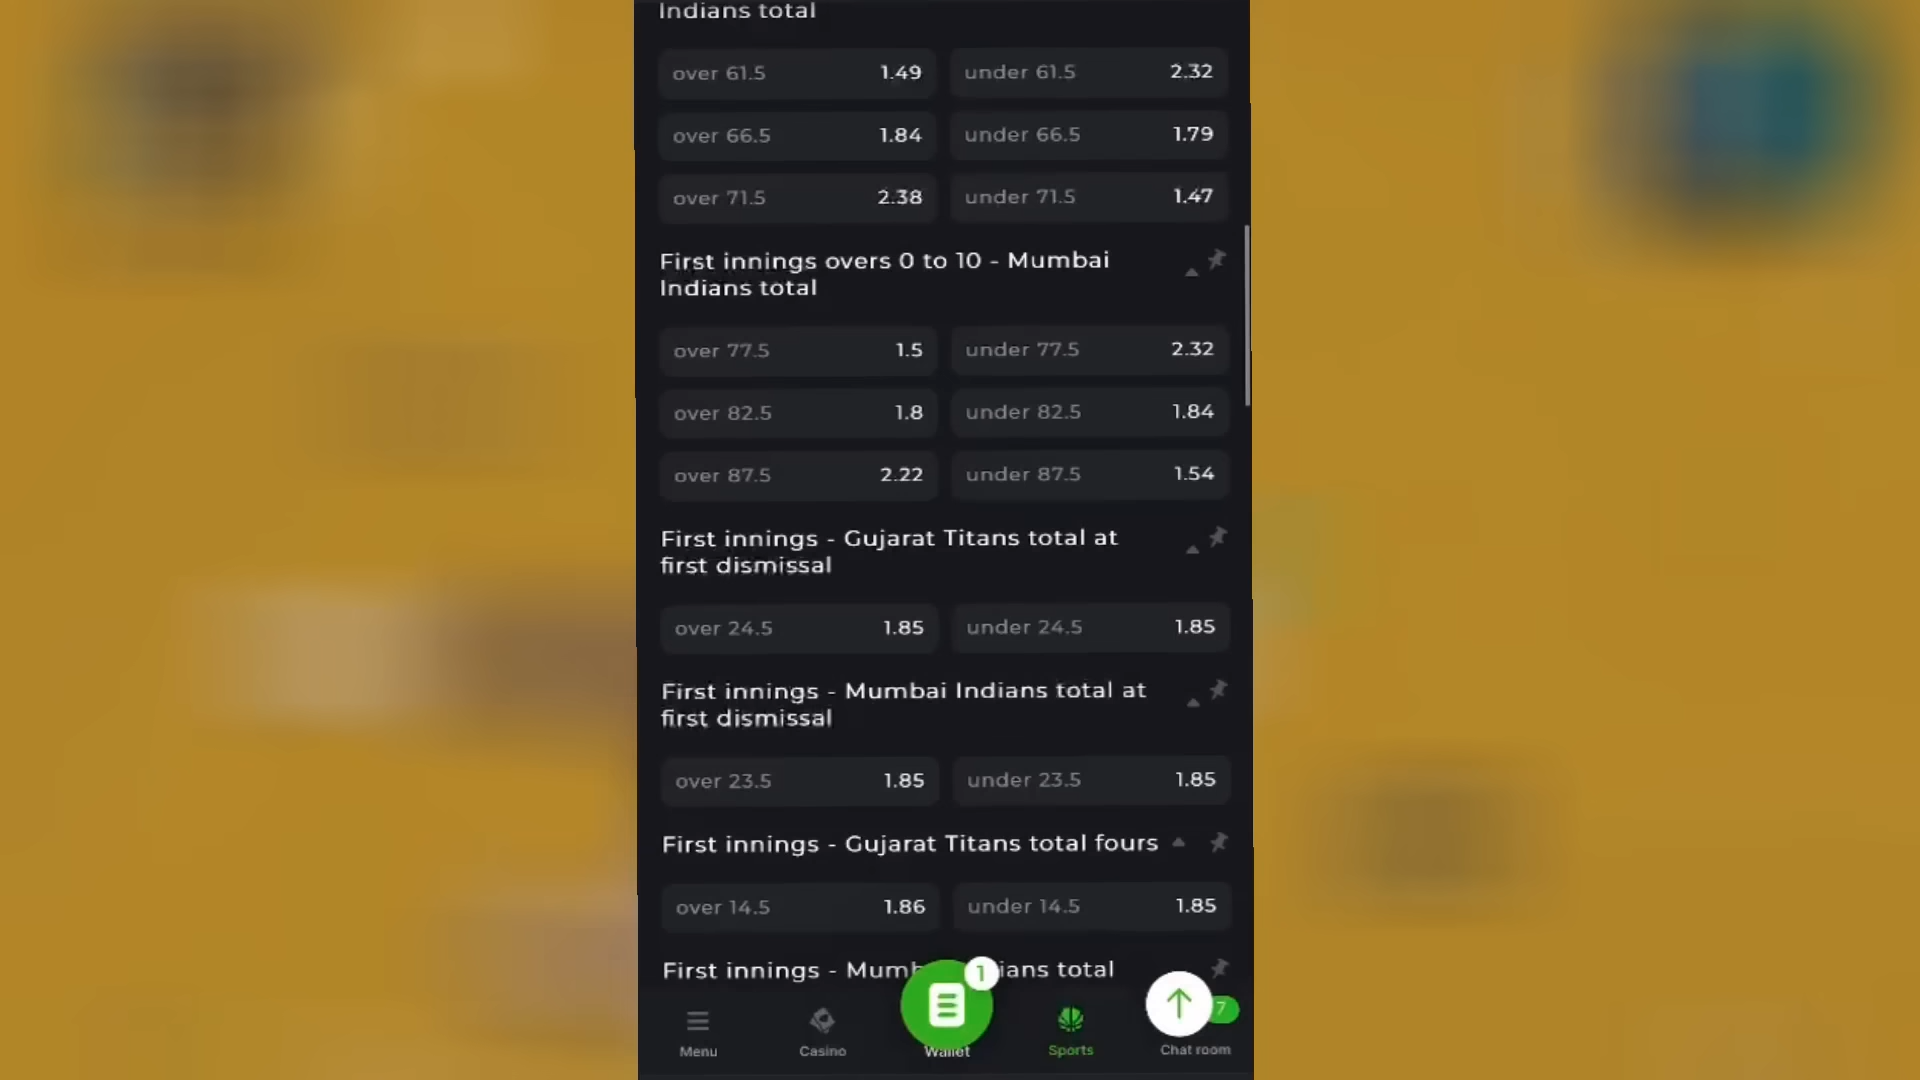 Indians total
over 61.5 1.49 under 61.5 2.32
over 66.5 1.84 under 66.5 1.79
over 71.5 2.38 under 71.5 1.47
First innings overs 0 to 10 - Mumbai
Indians total
over 77.5 1.5 under 77.5 2.32
over 82.5 1.8 under 82.5 1.84
over 87.5 2.22 under 87.5 1.54
First innings - Gujarat Titans total at
first dismissal
over 24.5 1.85 under 24.5 1.85
First innings - Mumbai Indians total at
first dismissal
over 23.5 1.85 under 23.5 1.85
First innings - Gujarat Titans total fours
over 14.5 1.86 under 14.5 1.85
First innings - Mumb ians total
1
7
Menu Casino Wallet Sports Chat room